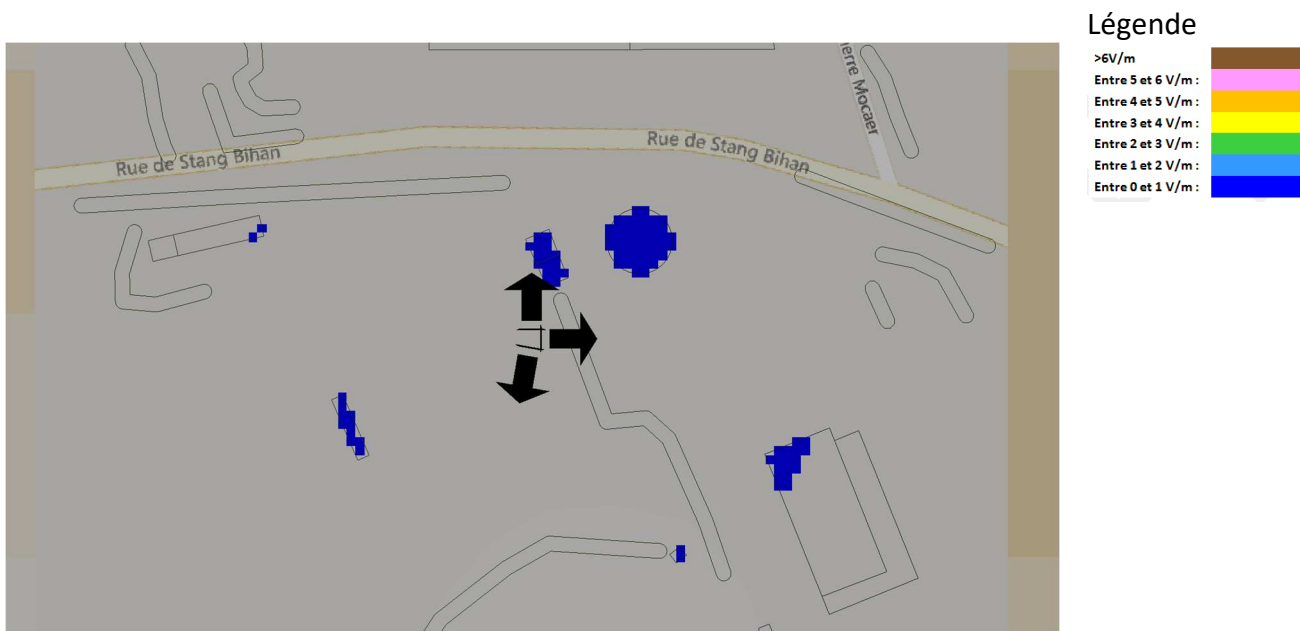 Légende
>6V/m
Entre 5 et 6 V/m :
Entre 4 et 5 V/m :
Entre 3 et 4 V/m :
Entre 2 et 3 V/m :
Entre 1 et 2 V/m :
Entre 0 et 1 V/m :
erre Mocaer
Rue de Stang Bihan
Rue de Stang Bihan